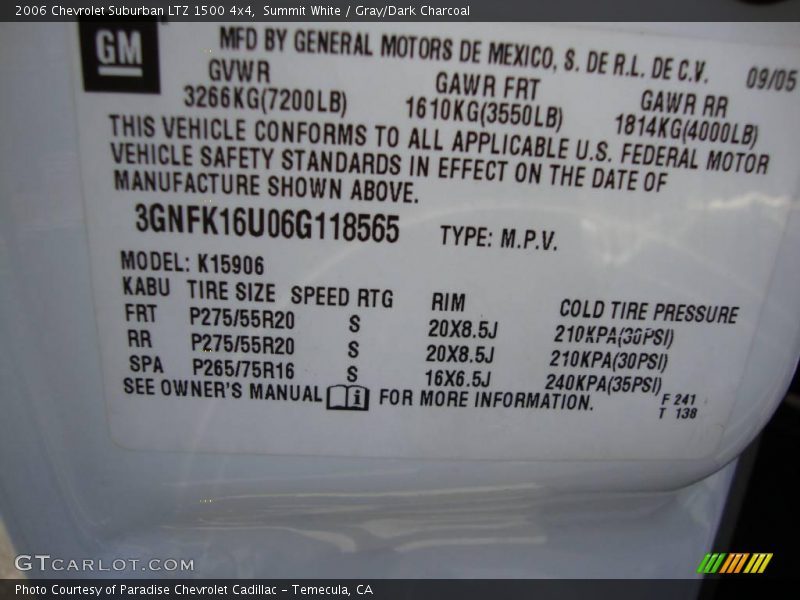 2006 Chevrolet Suburban LTZ 1500 4x4, Summit White / Gray/Dark Charcoal
GM
MFD BY GENERAL MOTORS DE MEXICO, S. DE R.L. DE C.V.
09/05
GVWR GAWR FRT GAWR RR
3266KG(7200LB) 1610KG(3550LB) 1814KG(4000LB)
THIS VEHICLE CONFORMS TO ALL APPLICABLE U.S. FEDERAL MOTOR
VEHICLE SAFETY STANDARDS IN EFFECT ON THE DATE OF
MANUFACTURE SHOWN ABOVE.
3GNFK16U06G118565 TYPE: M.P.V.
MODEL: K15906
KABU TIRE SIZE SPEED RTG RIM COLD TIRE PRESSURE
FRT P275/55R20 S 20X8.5J 210KPA(30PSI)
RR P275/55R20 S 20X8.5J 210KPA(30PSI)
SPA P265/75R16 S 16X6.5J 240KPA(35PSI)
SEE OWNER'S MANUAL i FOR MORE INFORMATION.
F 241
T 138
GTCARLOT.COM
Photo Courtesy of Paradise Chevrolet Cadillac – Temecula, CA